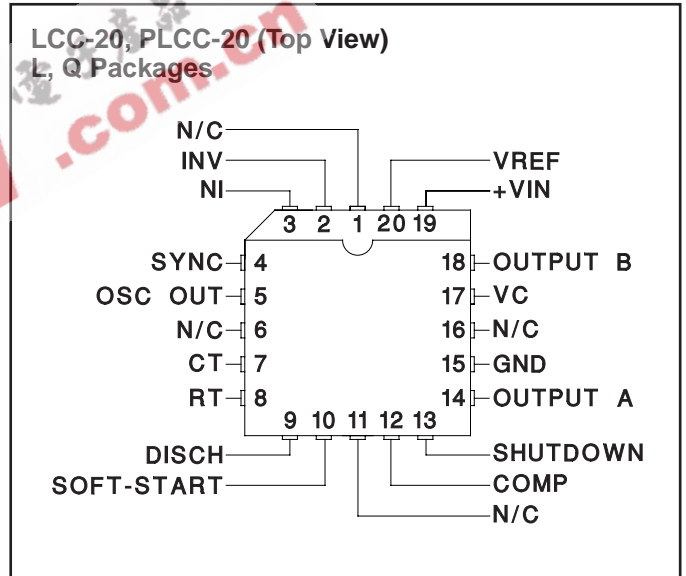 LCC-20, PLCC-20 (Top View)
L, Q Packages
N/C
INV
NI
VREF
+VIN
3 2 1 20 19
SYNC 4
OSC OUT 5
N/C 6
CT 7
RT 8
18 OUTPUT B
17 VC
16 N/C
15 GND
14 OUTPUT A
9 10 11 12 13
DISCH
SOFT-START
SHUTDOWN
COMP
N/C
.com.cn